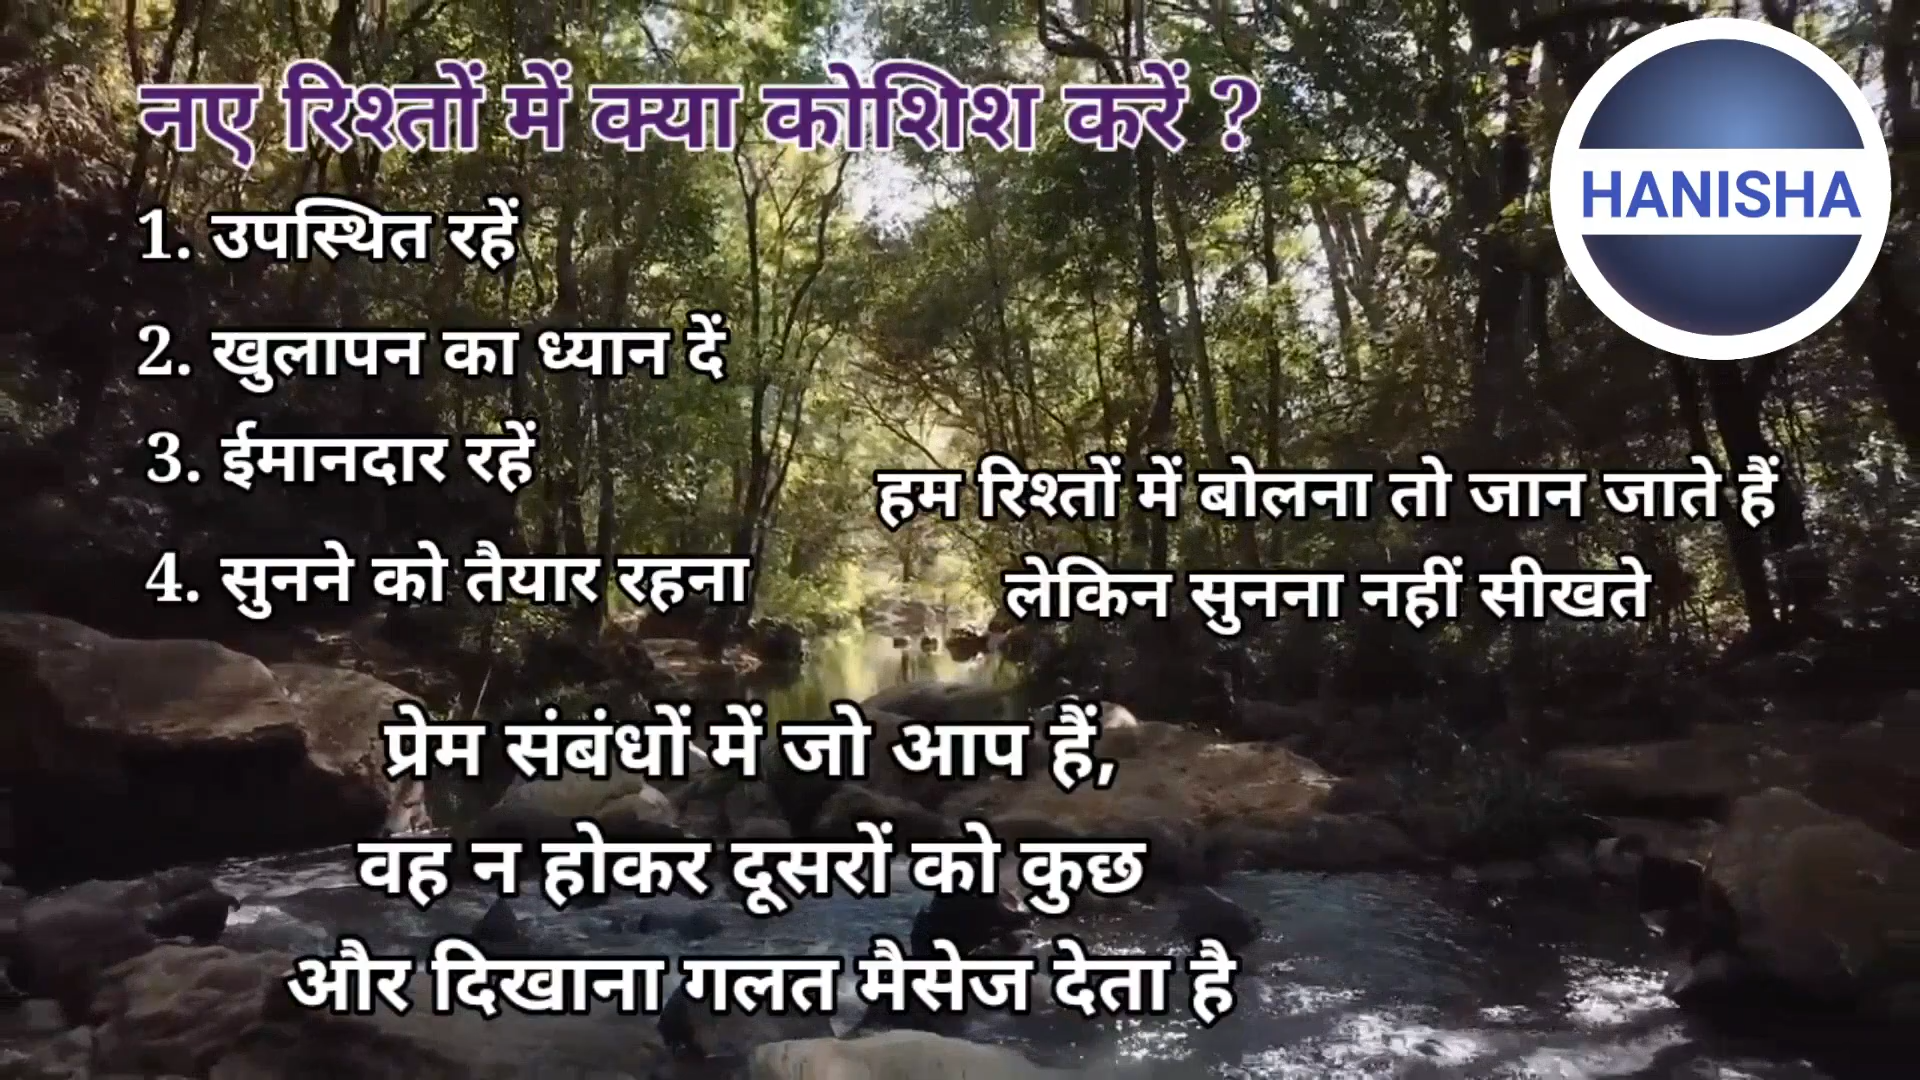 नए रिश्तों में क्या कोशिश करें ?
HANISHA
1. उपस्थित रहें
2. खुलापन का ध्यान दें
3. ईमानदार रहें
4. सुनने को तैयार रहना
हम रिश्तों में बोलना तो जान जाते हैं
लेकिन सुनना नहीं सीखते
प्रेम संबंधों में जो आप हैं,
वह न होकर दूसरों को कुछ
और दिखाना गलत मैसेज देता है